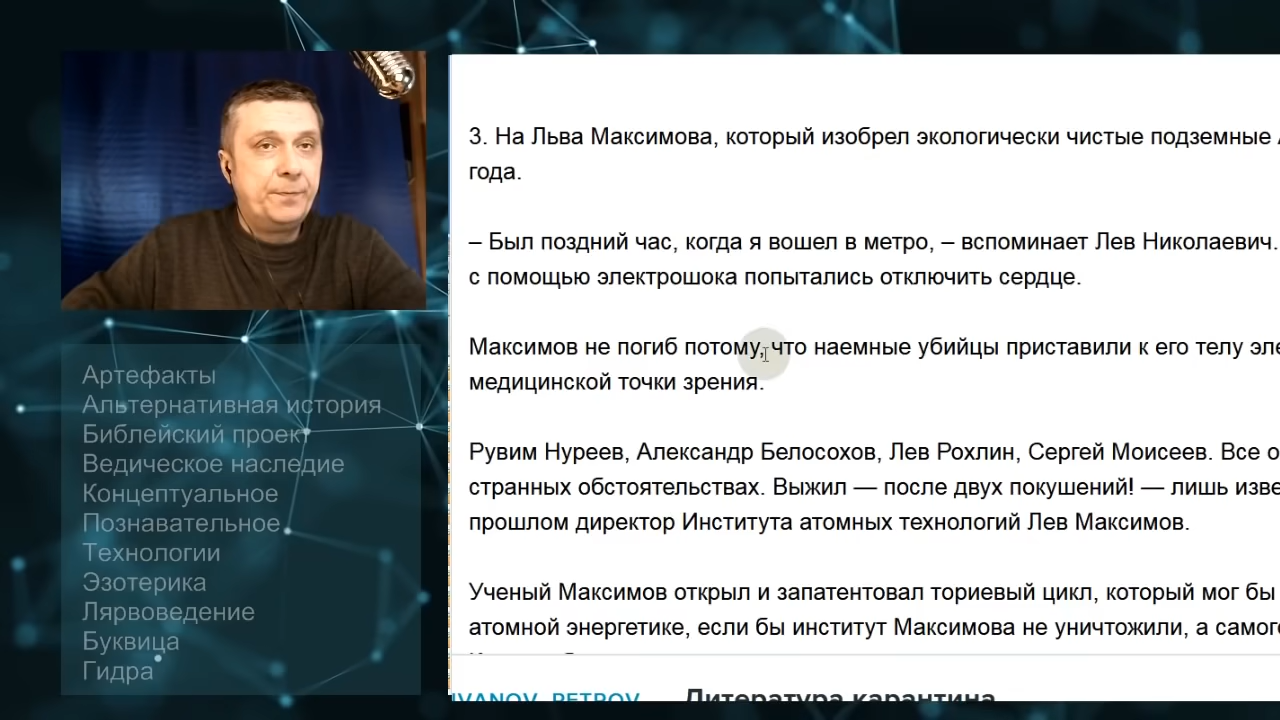 3. На Льва Максимова, который изобрел экологически чистые подземные
года.
– Был поздний час, когда я вошел в метро, – вспоминает Лев Николаевич.
с помощью электрошока попытались отключить сердце.
Максимов не погиб потому, что наемные убийцы приставили к его телу эле
медицинской точки зрения.
Рувим Нуреев, Александр Белосохов, Лев Рохлин, Сергей Моисеев. Все о
странных обстоятельствах. Выжил — после двух покушений! — лишь изве
прошлом директор Института атомных технологий Лев Максимов.
Ученый Максимов открыл и запатентовал ториевый цикл, который мог бы
атомной энергетике, если бы институт Максимова не уничтожили, а самого
IVANOV_PETROV
Литература карантина
Артефакты
Альтернативная история
Библейский проект
Ведическое наследие
Концептуальное
Познавательное
Технологии
Эзотерика
Лярвоведение
Буквица
Гидра